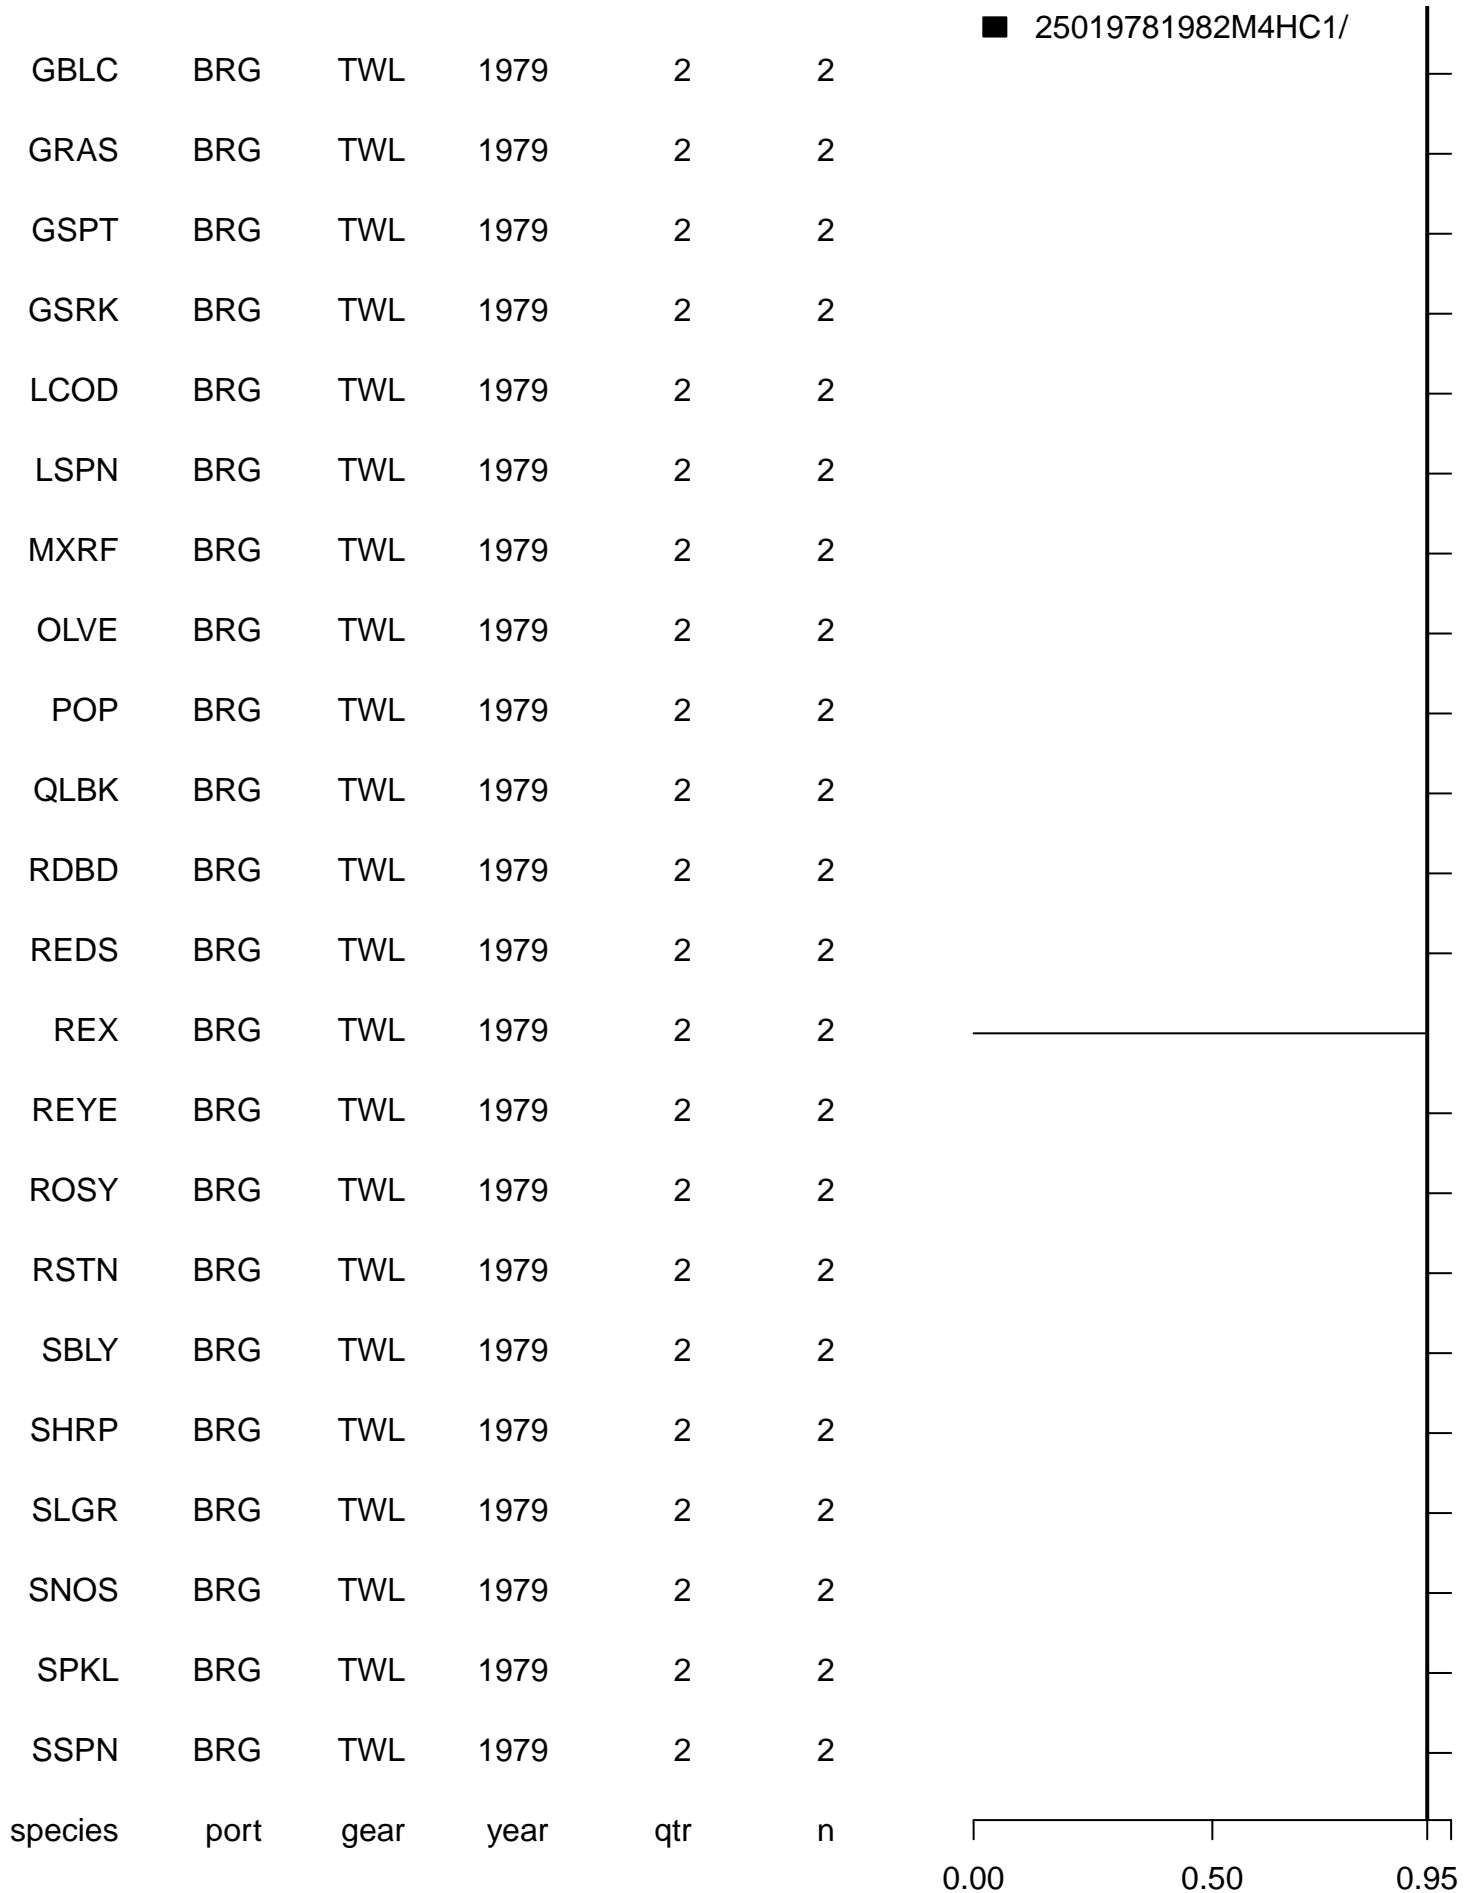 25019781982M4HC1/
GBLC BRG TWL 1979 2 2
GRAS BRG TWL 1979 2 2
GSPT BRG TWL 1979 2 2
GSRK BRG TWL 1979 2 2
LCOD BRG TWL 1979 2 2
LSPN BRG TWL 1979 2 2
MXRF BRG TWL 1979 2 2
OLVE BRG TWL 1979 2 2
POP BRG TWL 1979 2 2
QLBK BRG TWL 1979 2 2
RDBD BRG TWL 1979 2 2
REDS BRG TWL 1979 2 2
REX BRG TWL 1979 2 2
REYE BRG TWL 1979 2 2
ROSY BRG TWL 1979 2 2
RSTN BRG TWL 1979 2 2
SBLY BRG TWL 1979 2 2
SHRP BRG TWL 1979 2 2
SLGR BRG TWL 1979 2 2
SNOS BRG TWL 1979 2 2
SPKL BRG TWL 1979 2 2
SSPN BRG TWL 1979 2 2
species port gear year qtr n
0.00 0.50 0.95